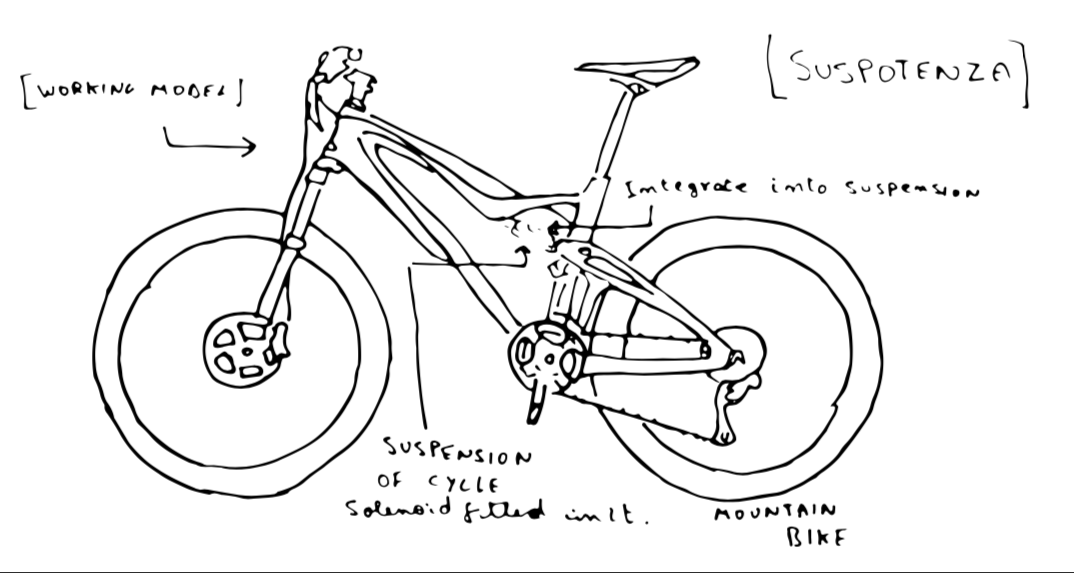 [SUSPOTENZA]
[WORKING MODEL]
Integrate into suspension
SUSPENSION
OF CYCLE
Solenoid fitted in it.
MOUNTAIN
BIKE